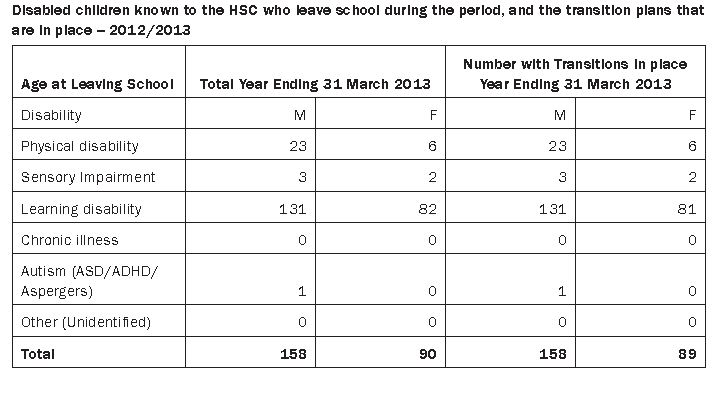 Disabled children known to the HSC who leave school during the period, and the transition plans that
are in place – 2012/2013
Age at Leaving School Total Year Ending 31 March 2013 Number with Transitions in place
Year Ending 31 March 2013
Disability M F M F
Physical disability 23 6 23 6
Sensory Impairment 3 2 3 2
Learning disability 131 82 131 81
Chronic illness 0 0 0 0
Autism (ASD/ADHD/
Aspergers) 1 0 1 0
Other (Unidentified) 0 0 0 0
Total 158 90 158 89